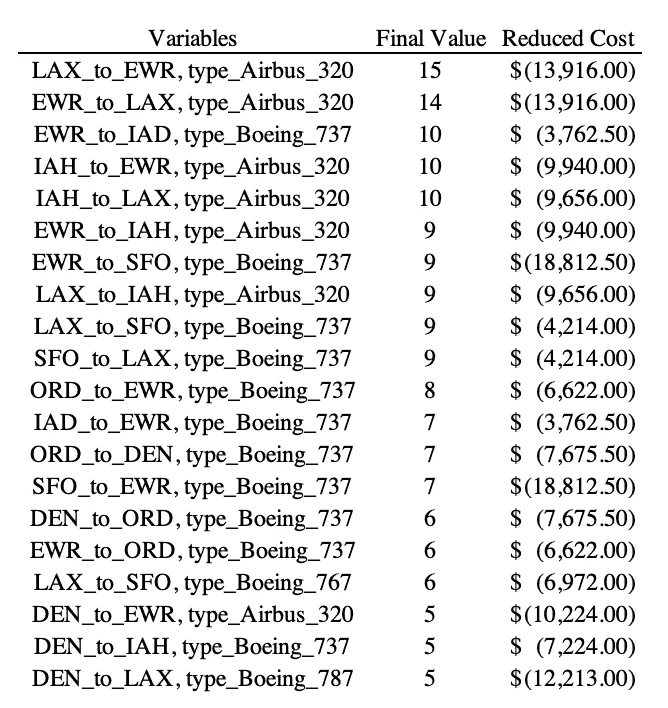 Variables Final Value Reduced Cost
LAX_to_EWR, type_Airbus_320 15 $(13,916.00)
EWR_to_LAX, type_Airbus_320 14 $(13,916.00)
EWR_to_IAD, type_Boeing_737 10 $ (3,762.50)
IAH_to_EWR, type_Airbus_320 10 $ (9,940.00)
IAH_to_LAX, type_Airbus_320 10 $ (9,656.00)
EWR_to_IAH, type_Airbus_320 9 $ (9,940.00)
EWR_to_SFO, type_Boeing_737 9 $(18,812.50)
LAX_to_IAH, type_Airbus_320 9 $ (9,656.00)
LAX_to_SFO, type_Boeing_737 9 $ (4,214.00)
SFO_to_LAX, type_Boeing_737 9 $ (4,214.00)
ORD_to_EWR, type_Boeing_737 8 $ (6,622.00)
IAD_to_EWR, type_Boeing_737 7 $ (3,762.50)
ORD_to_DEN, type_Boeing_737 7 $ (7,675.50)
SFO_to_EWR, type_Boeing_737 7 $(18,812.50)
DEN_to_ORD, type_Boeing_737 6 $ (7,675.50)
EWR_to_ORD, type_Boeing_737 6 $ (6,622.00)
LAX_to_SFO, type_Boeing_767 6 $ (6,972.00)
DEN_to_EWR, type_Airbus_320 5 $(10,224.00)
DEN_to_IAH, type_Boeing_737 5 $ (7,224.00)
DEN_to_LAX, type_Boeing_787 5 $(12,213.00)